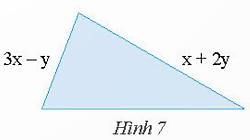 3x – y
x + 2y
Hình 7